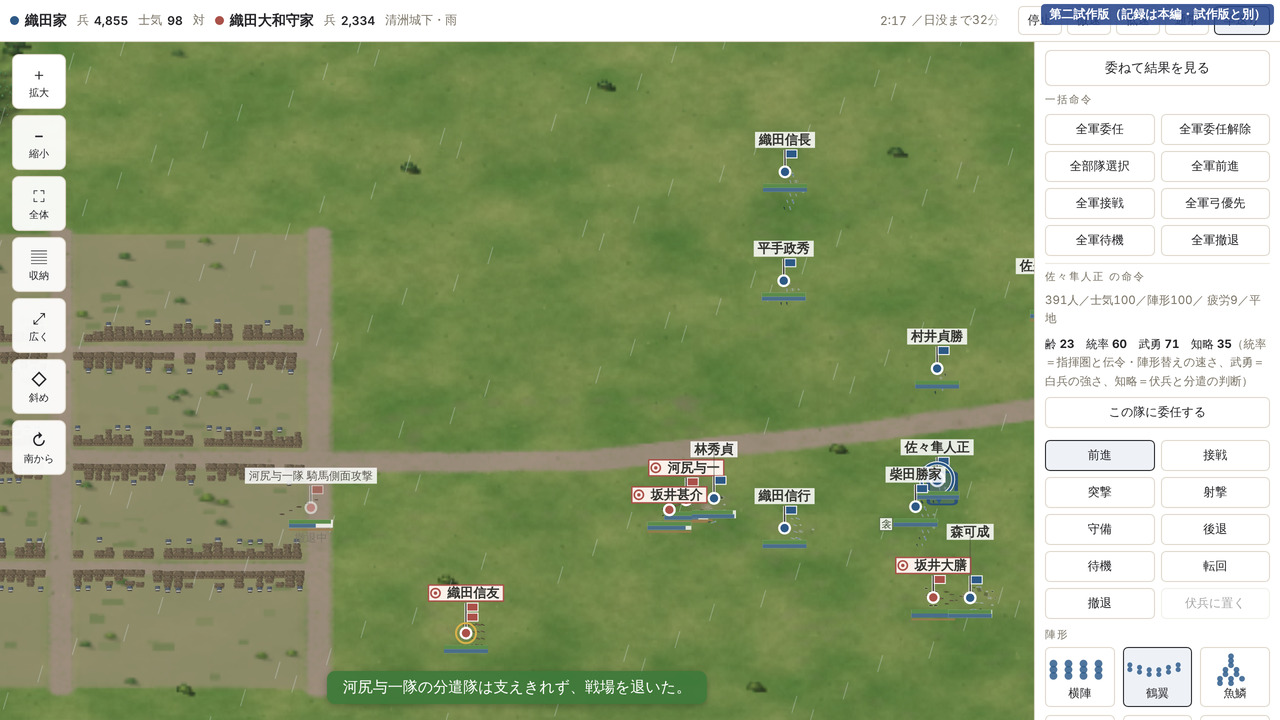 織田家 兵 4,855 士気 98 対 織田大和守家 兵 2,334 清洲城下・雨
2:17 ／日没まで32分
第二試作版（記録は本編・試作版と別）
拡大
縮小
全体
収納
広く
斜め
南から
委ねて結果を見る
一括命令
全軍委任 全軍委任解除
全部隊選択 全軍前進
全軍接戦 全軍弓優先
全軍待機 全軍撤退
佐々隼人正 の命令
391人／士気100／陣形100／ 疲労9／平
地
齢 23 統率 60 武勇 71 知略 35（統率
＝指揮圏と伝令・陣形替えの速さ、武勇＝
白兵の強さ、知略＝伏兵と分遣の判断）
この隊に委任する
前進 接戦
突撃 射撃
守備 後退
待機 転回
撤退 伏兵に置く
陣形
横陣 鶴翼 魚鱗
織田信長
平手政秀
村井貞勝
林秀貞
河尻与一
坂井甚介
織田信行
佐々隼人正
柴田勝家
森可成
坂井大膳
河尻与一隊 騎馬側面攻撃
織田信友
河尻与一隊の分遣隊は支えきれず、戦場を退いた。